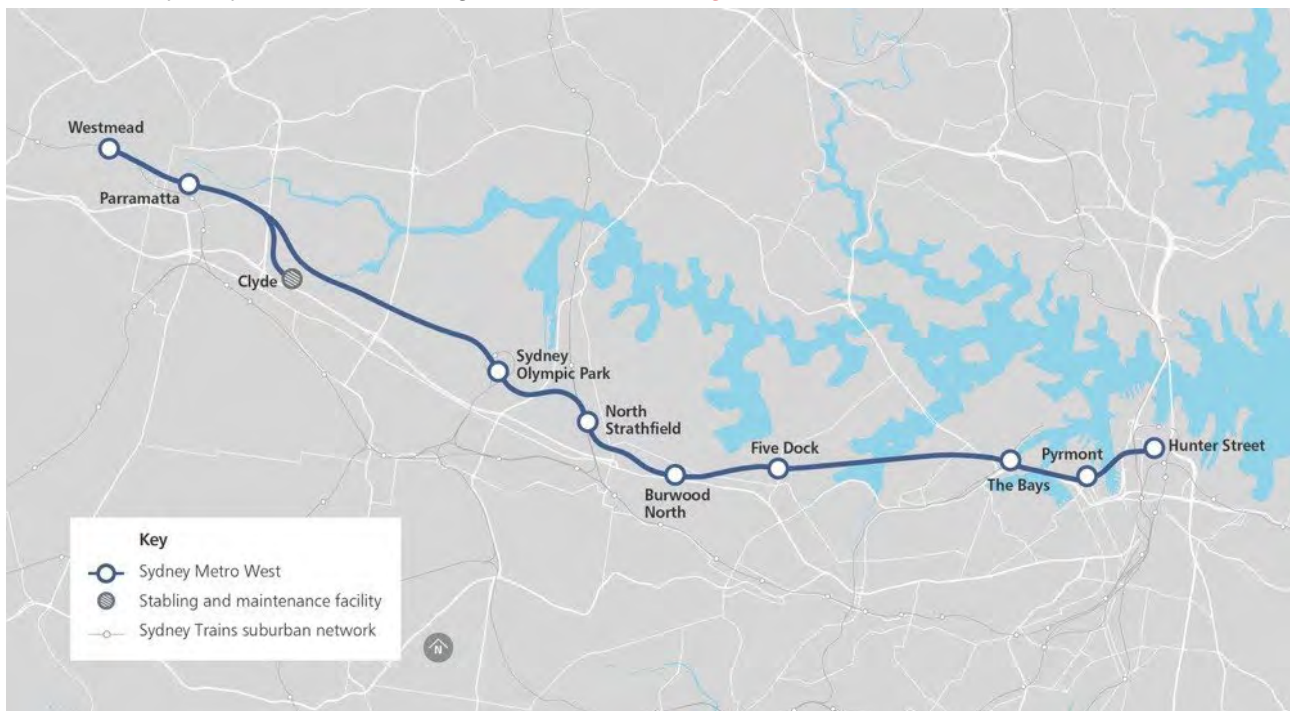 Westmead
Parramatta
Clyde
Sydney
Olympic Park
North
Strathfield
Burwood
North
Five Dock
The Bays
Pyrmont
Hunter Street
Key
Sydney Metro West
Stabling and maintenance facility
Sydney Trains suburban network
N